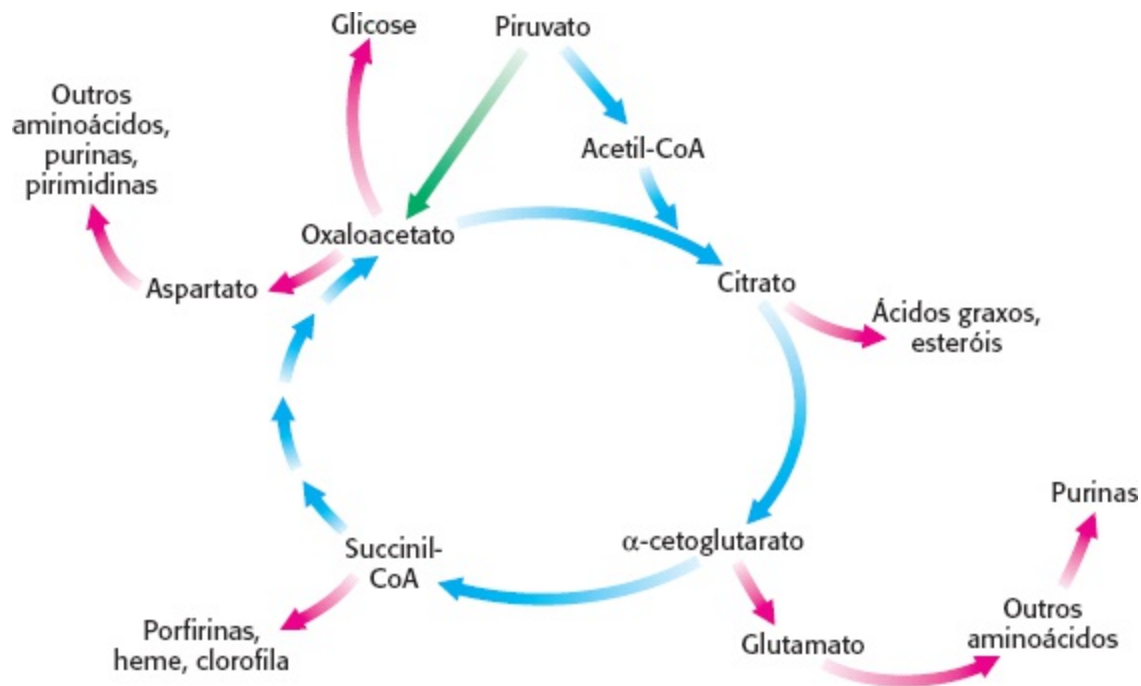 Glicose
Piruvato
Outros
aminoácidos,
purinas,
pirimidinas
Acetil-CoA
Oxaloacetato
Aspartato
Citrato
Ácidos graxos,
esteróis
Purinas
α-cetoglutarato
Succinil-
CoA
Outros
aminoácidos
Porfirinas,
heme, clorofila
Glutamato